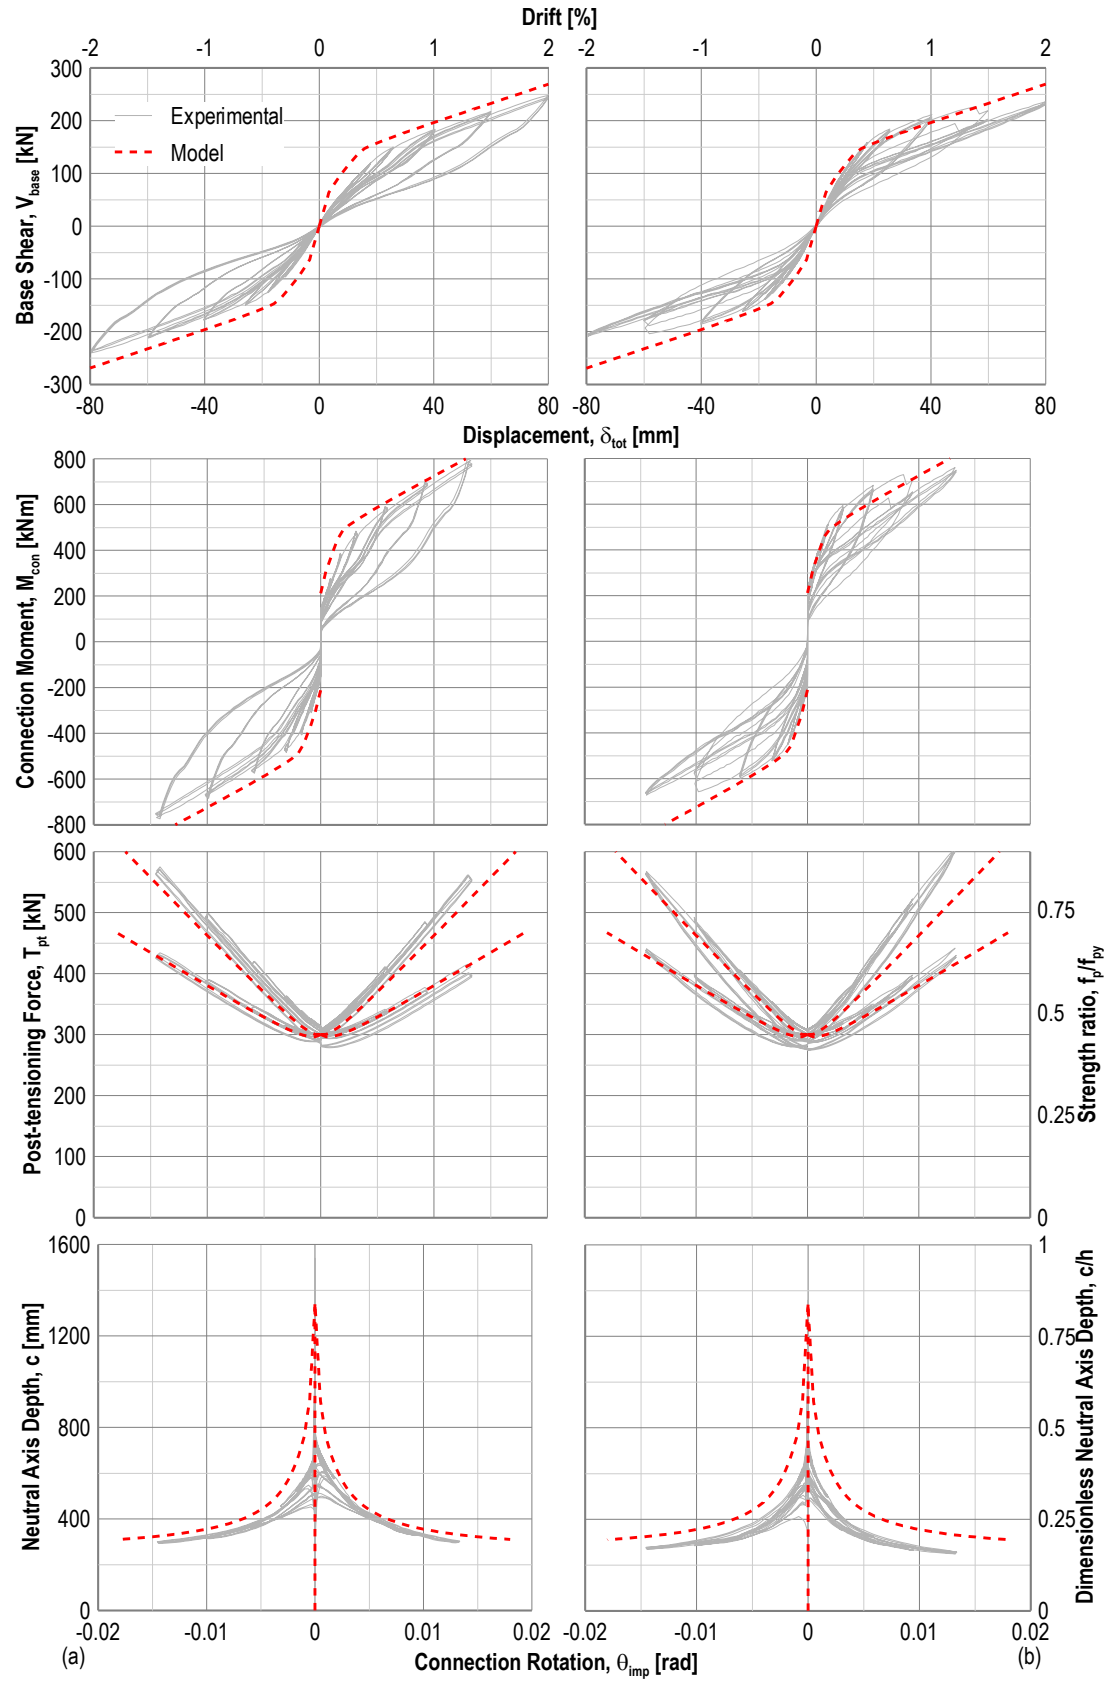 Drift [%]
-2 -1 0 1 2 -2 -1 0 1 2
Base Shear, V_base [kN]
300
200
100
0
-100
-200
-300
Experimental
Model
-80 -40 0 40 80 -80 -40 0 40 80
Displacement, δ_tot [mm]
Connection Moment, M_con [kNm]
800
600
400
200
0
-200
-400
-600
-800
Post-tensioning Force, T_pt [kN]
600
500
400
300
200
100
0
0.75
0.5
0.25
0
Strength ratio, f_p/f_py
Neutral Axis Depth, c [mm]
1600
1200
800
400
0
1
0.75
0.5
0.25
0
Dimensionless Neutral Axis Depth, c/h
-0.02 -0.01 0 0.01 0.02 -0.02 -0.01 0 0.01 0.02
(a) Connection Rotation, θ_imp [rad] (b)